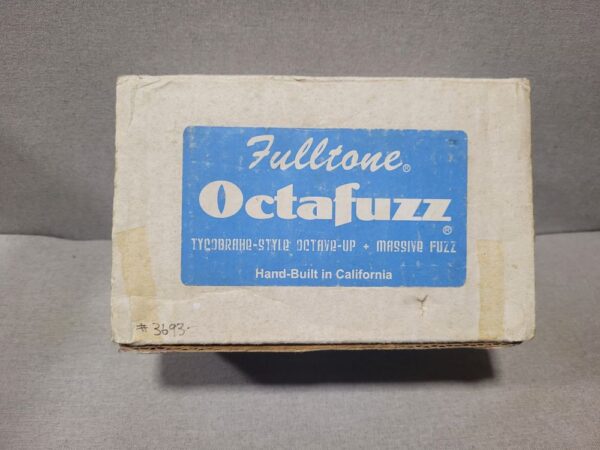 Fulltone®
Octafuzz®
TYCOBRAHE-STYLE OCTAVE-UP + MASSIVE FUZZ
Hand-Built in California
# 3693.